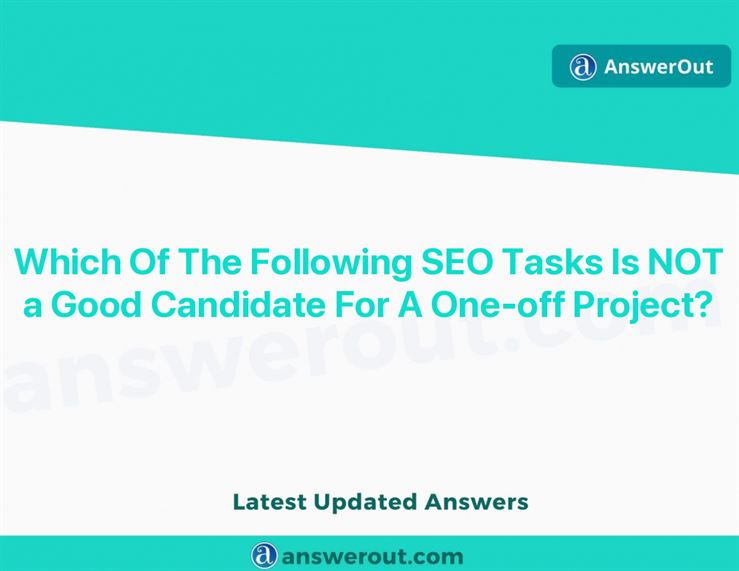 AnswerOut
Which Of The Following SEO Tasks Is NOT
a Good Candidate For A One-off Project?
answerout.com
Latest Updated Answers
answerout.com